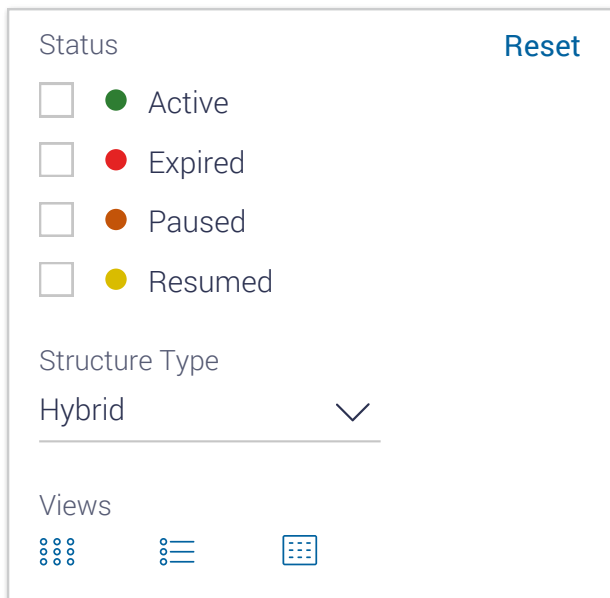 Status Reset
Active
Expired
Paused
Resumed
Structure Type
Hybrid
Views